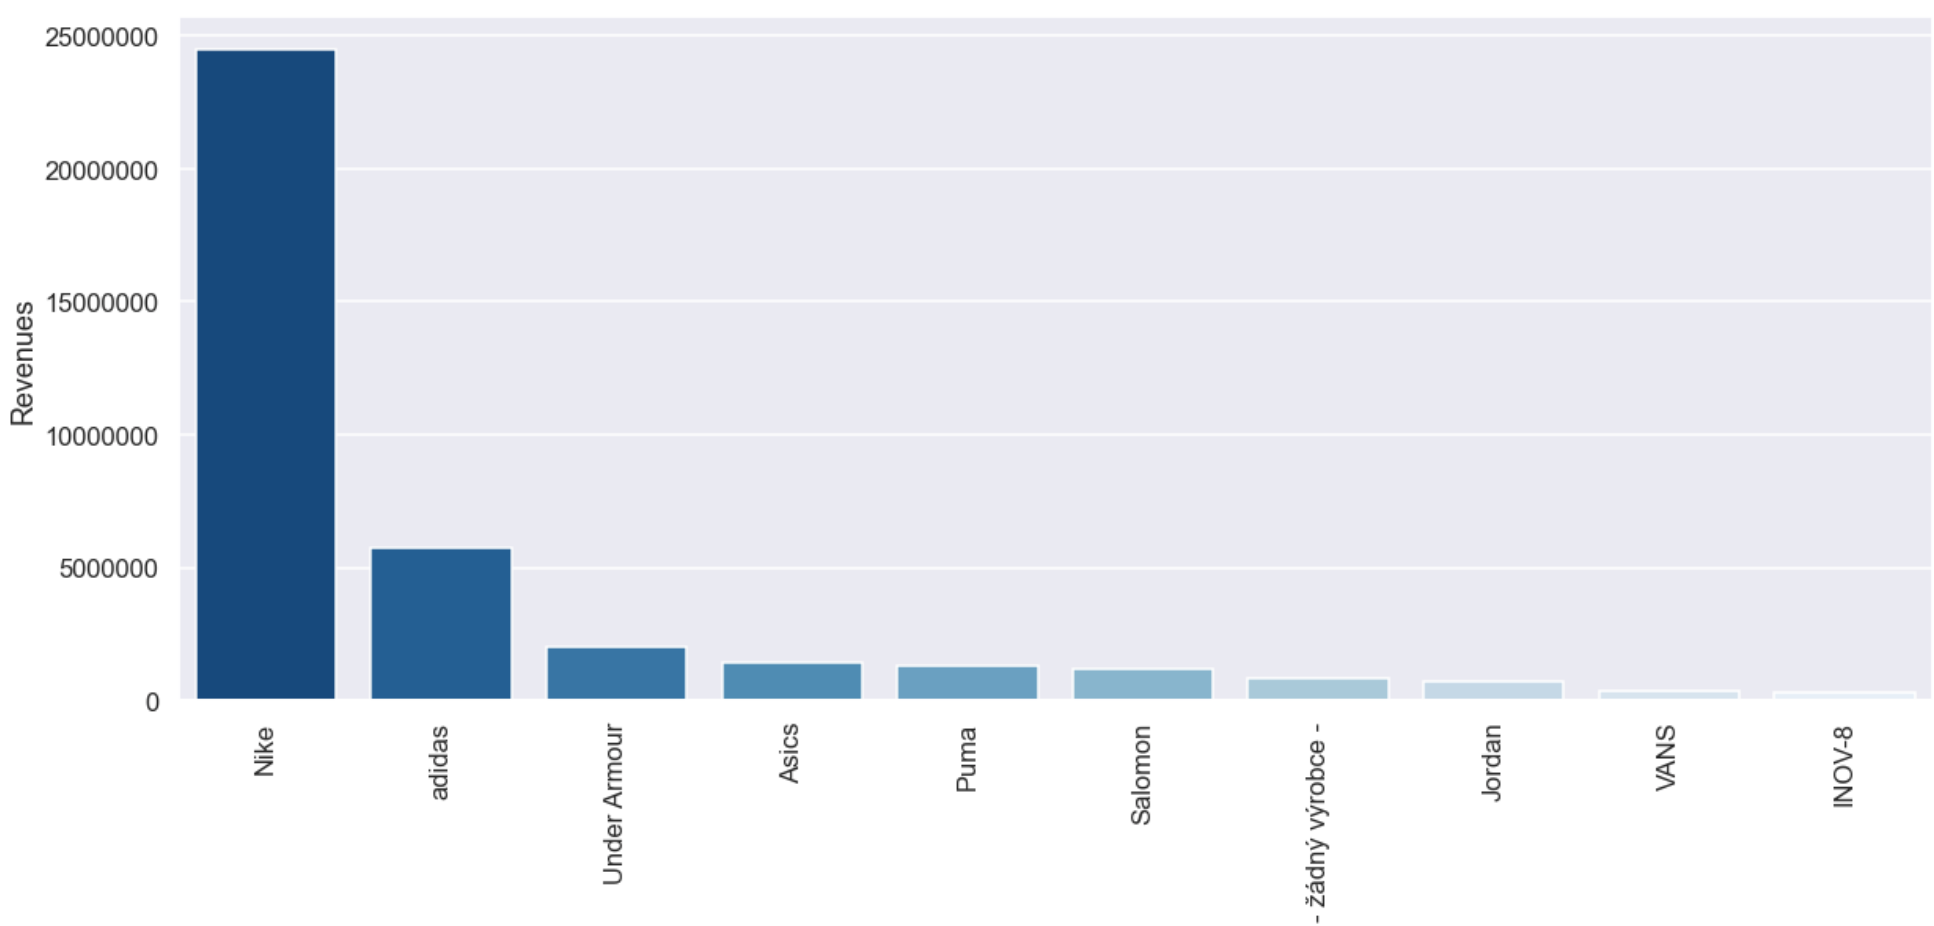 25000000
20000000
15000000
10000000
5000000
0
Revenues
Nike
adidas
Under Armour
Asics
Puma
Salomon
- žádný výrobce -
Jordan
VANS
INOV-8